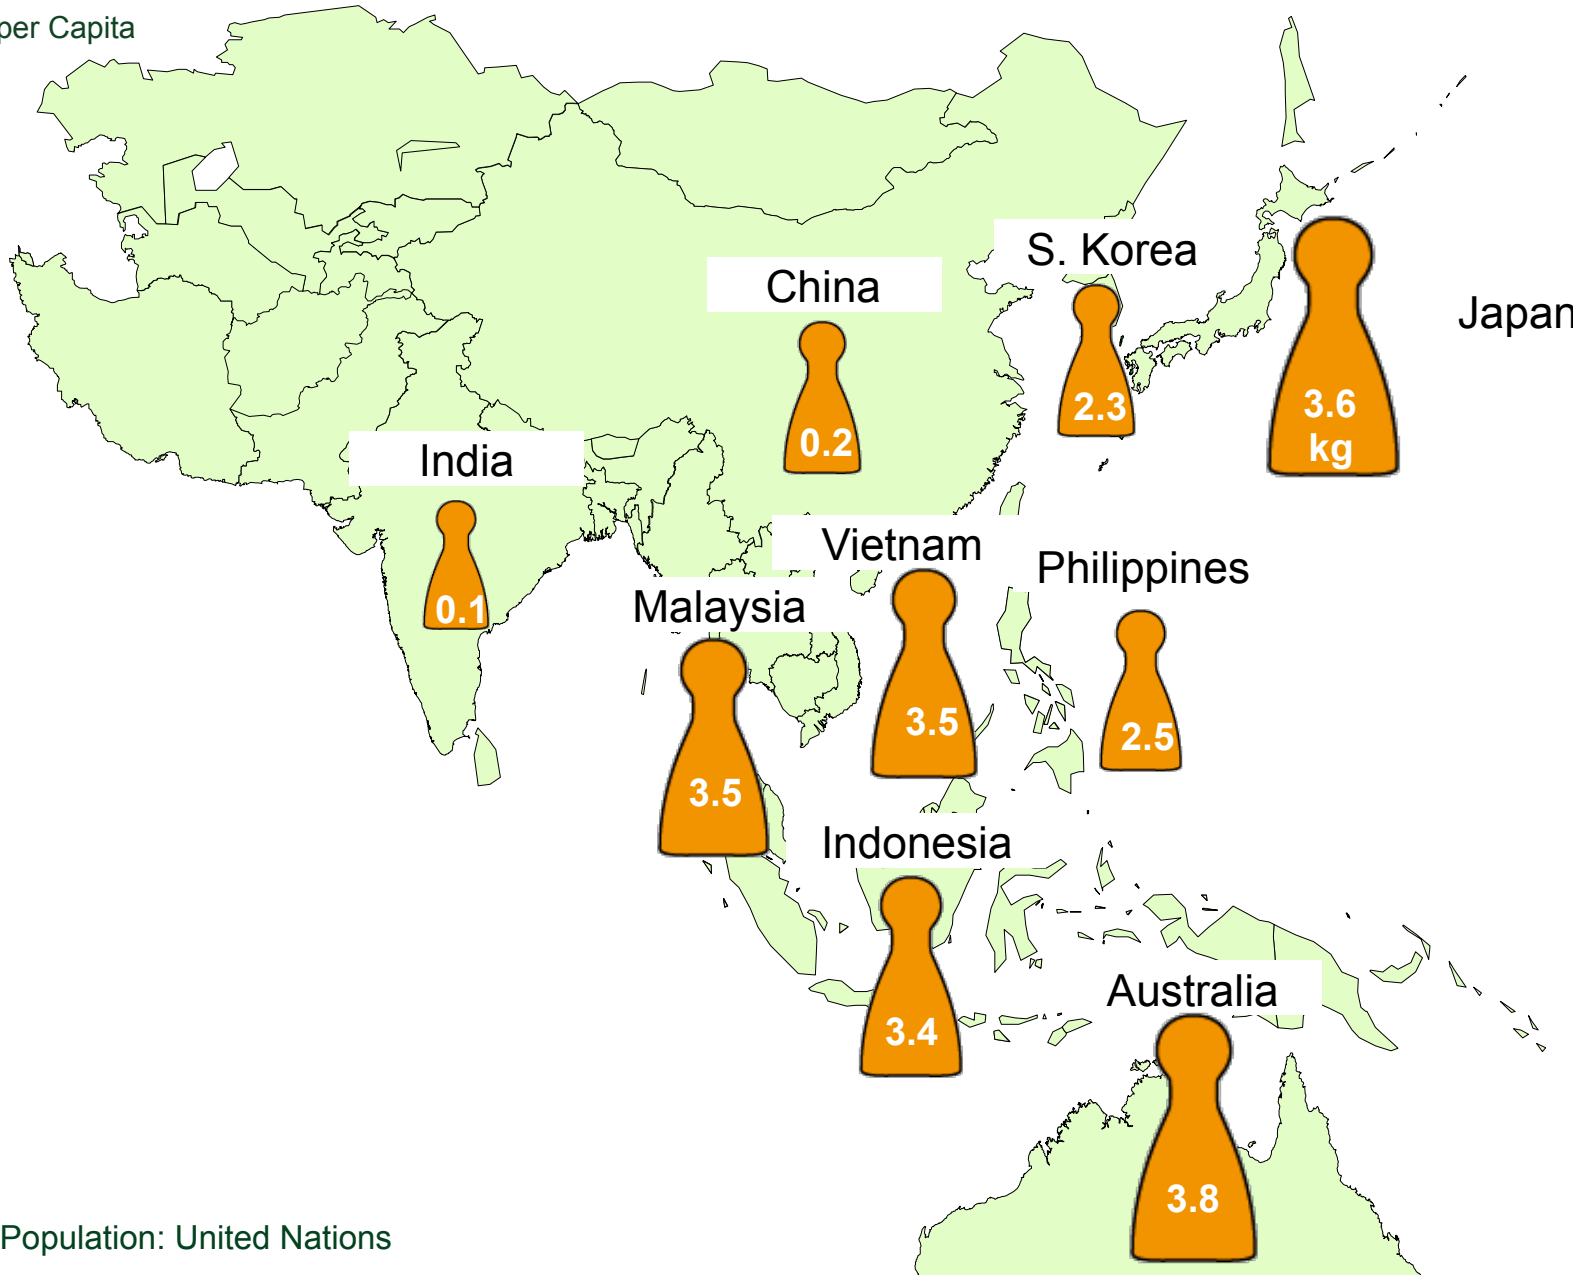 per Capita
S. Korea
China
Japan
2.3
3.6
kg
0.2
India
Vietnam
Philippines
0.1
Malaysia
3.5
2.5
3.5
Indonesia
3.4
Australia
3.8
Population: United Nations